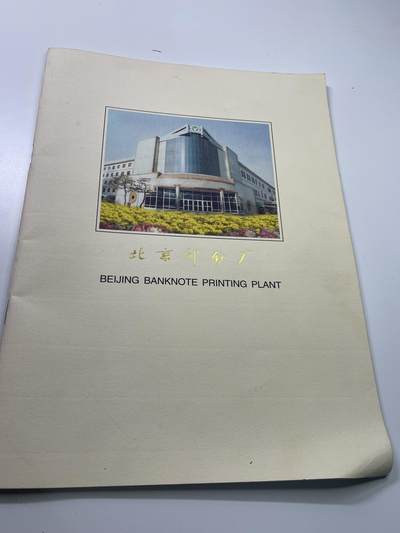 北京印钞厂
BEIJING BANKNOTE PRINTING PLANT